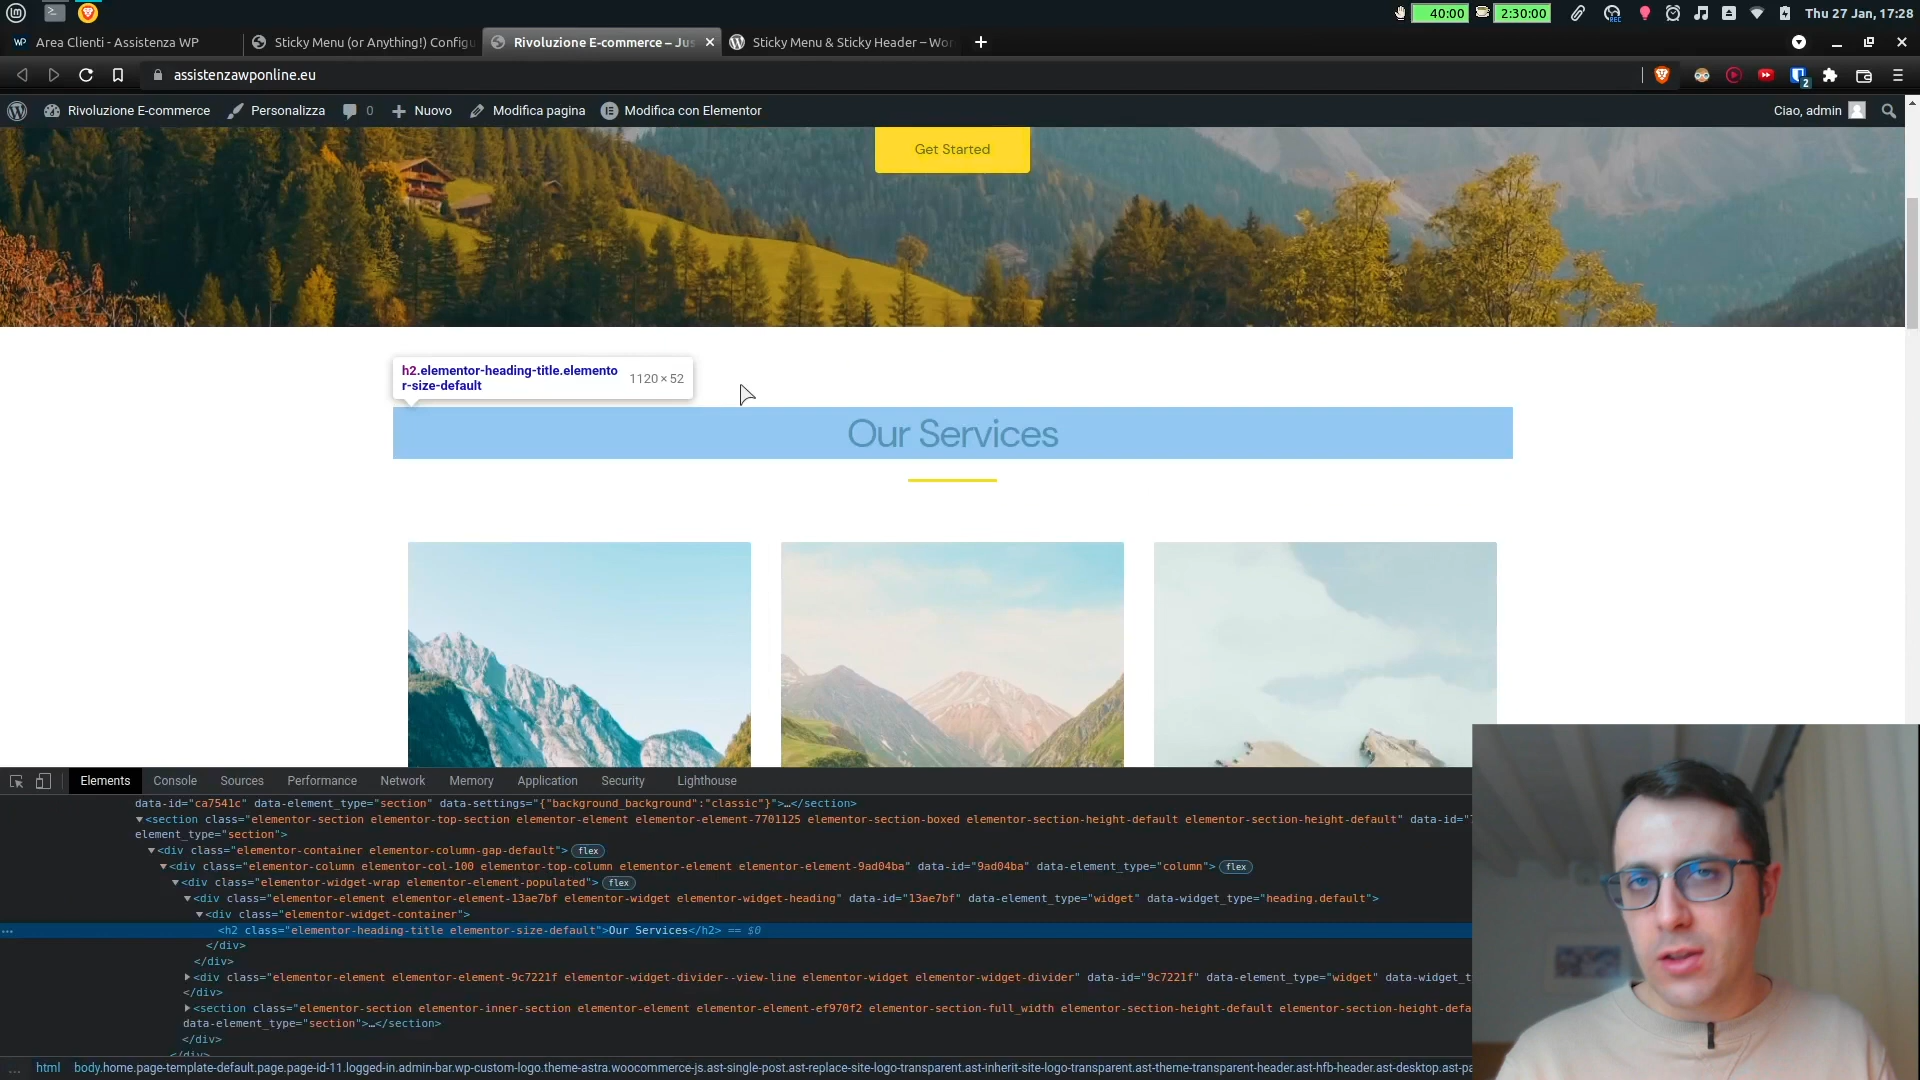 40:00
2:30:00
REC
Thu 27 Jan, 17:28
WP
Area Clienti - Assistenza WP
Sticky Menu (or Anything!) Configu
Rivoluzione E-commerce – Jus
Sticky Menu & Sticky Header – Wor
assistenzawponline.eu
2
Rivoluzione E-commerce
Personalizza
0
Nuovo
Modifica pagina
Modifica con Elementor
Ciao, admin
Get Started
h2.elementor-heading-title.elemento
r-size-default
1120 × 52
Our Services
Elements
Console
Sources
Performance
Network
Memory
Application
Security
Lighthouse
data-id="ca7541c" data-element_type="section" data-settings="{"background_background":"classic"}">…</section>
<section class="elementor-section elementor-top-section elementor-element elementor-element-7701125 elementor-section-boxed elementor-section-height-default elementor-section-height-default" data-id="7
element_type="section">
<div class="elementor-container elementor-column-gap-default"> flex
<div class="elementor-column elementor-col-100 elementor-top-column elementor-element elementor-element-9ad04ba" data-id="9ad04ba" data-element_type="column"> flex
<div class="elementor-widget-wrap elementor-element-populated"> flex
<div class="elementor-element elementor-element-13ae7bf elementor-widget elementor-widget-heading" data-id="13ae7bf" data-element_type="widget" data-widget_type="heading.default">
<div class="elementor-widget-container">
… <h2 class="elementor-heading-title elementor-size-default">Our Services</h2> == $0
</div>
</div>
<div class="elementor-element elementor-element-9c7221f elementor-widget-divider--view-line elementor-widget elementor-widget-divider" data-id="9c7221f" data-element_type="widget" data-widget_t
</div>
<section class="elementor-section elementor-inner-section elementor-element elementor-element-ef970f2 elementor-section-full_width elementor-section-height-default elementor-section-height-defa
data-element_type="section">…</section>
</div>
</div>
… html body.home.page-template-default.page.page-id-11.logged-in.admin-bar.wp-custom-logo.theme-astra.woocommerce-js.ast-single-post.ast-replace-site-logo-transparent.ast-inherit-site-logo-transparent.ast-theme-transparent-header.ast-hfb-header.ast-desktop.ast-pa